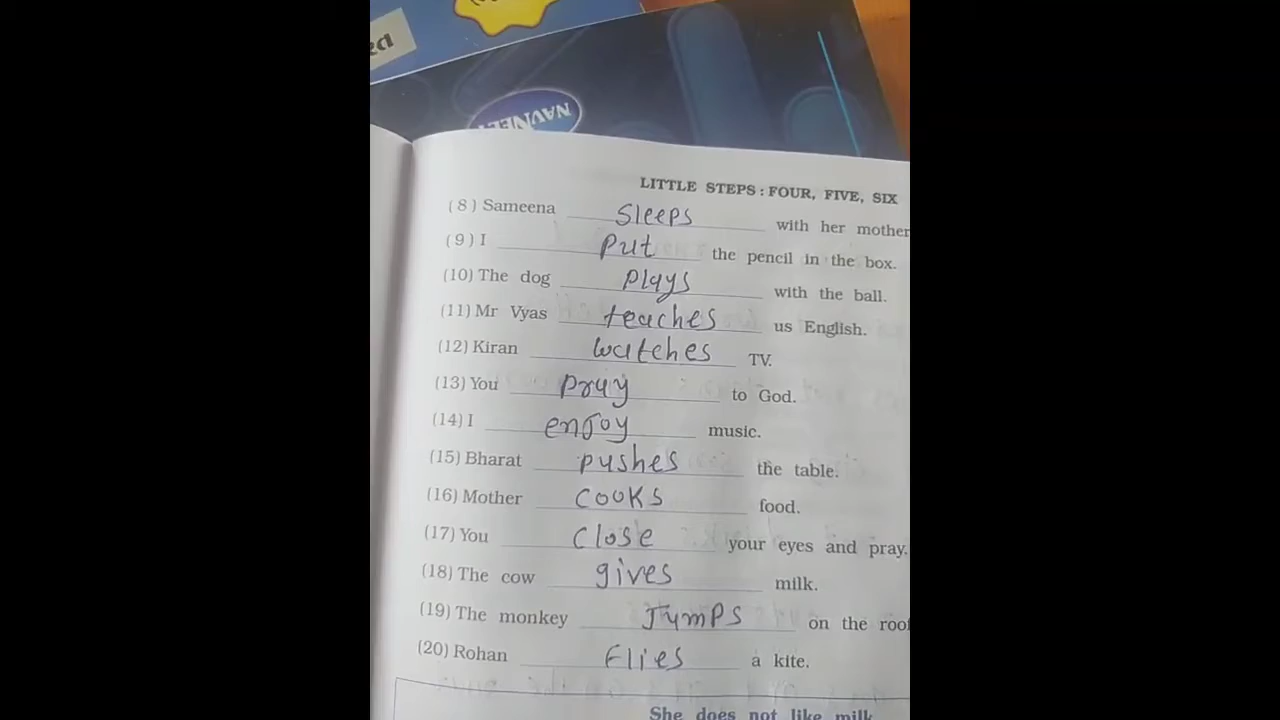 NAVNEET
LITTLE STEPS : FOUR, FIVE, SIX
(8) Sameena sleeps with her mother
(9) I put the pencil in the box.
(10) The dog plays with the ball.
(11) Mr Vyas teaches us English.
(12) Kiran watches TV.
(13) You pray to God.
(14) I enjoy music.
(15) Bharat pushes the table.
(16) Mother cooks food.
(17) You close your eyes and pray.
(18) The cow gives milk.
(19) The monkey Jumps on the roof
(20) Rohan Flies a kite.
She does not like milk